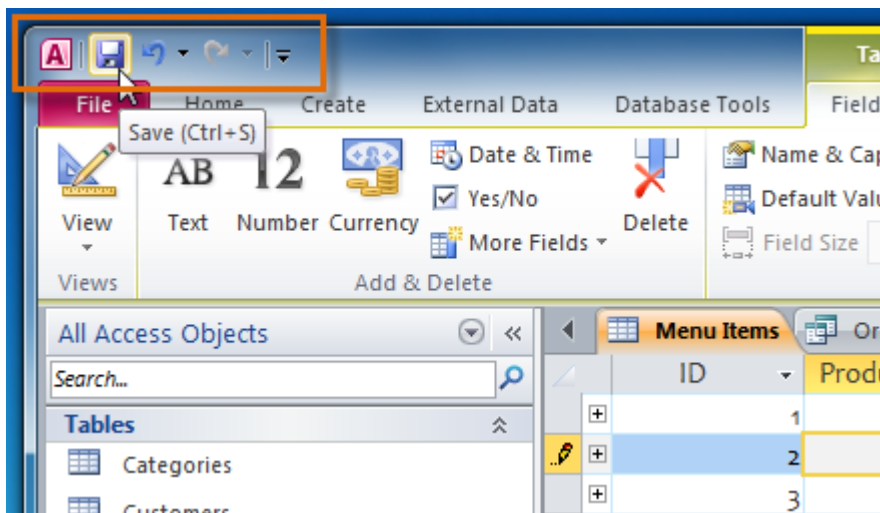 A
Ta
File Home Create External Data Database Tools Field
Save (Ctrl+S)
AB 12 Date & Time Name & Cap
Yes/No Default Valu
View Text Number Currency Delete
More Fields Field Size
Views Add & Delete
All Access Objects Menu Items Or
Search... ID Produ
Tables 1
Categories 2
Customers 3